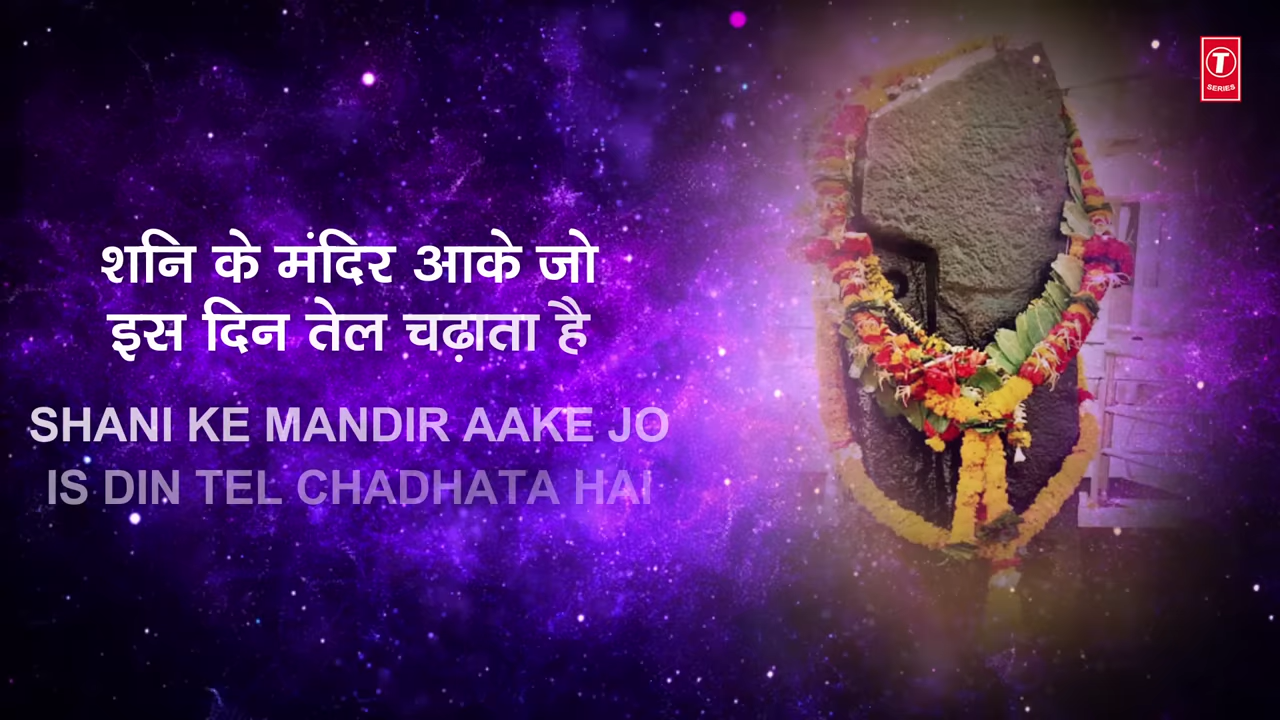 शनि के मंदिर आके जो
इस दिन तेल चढ़ाता है
SHANI KE MANDIR AAKE JO
IS DIN TEL CHADHATA HAI
T
SERIES